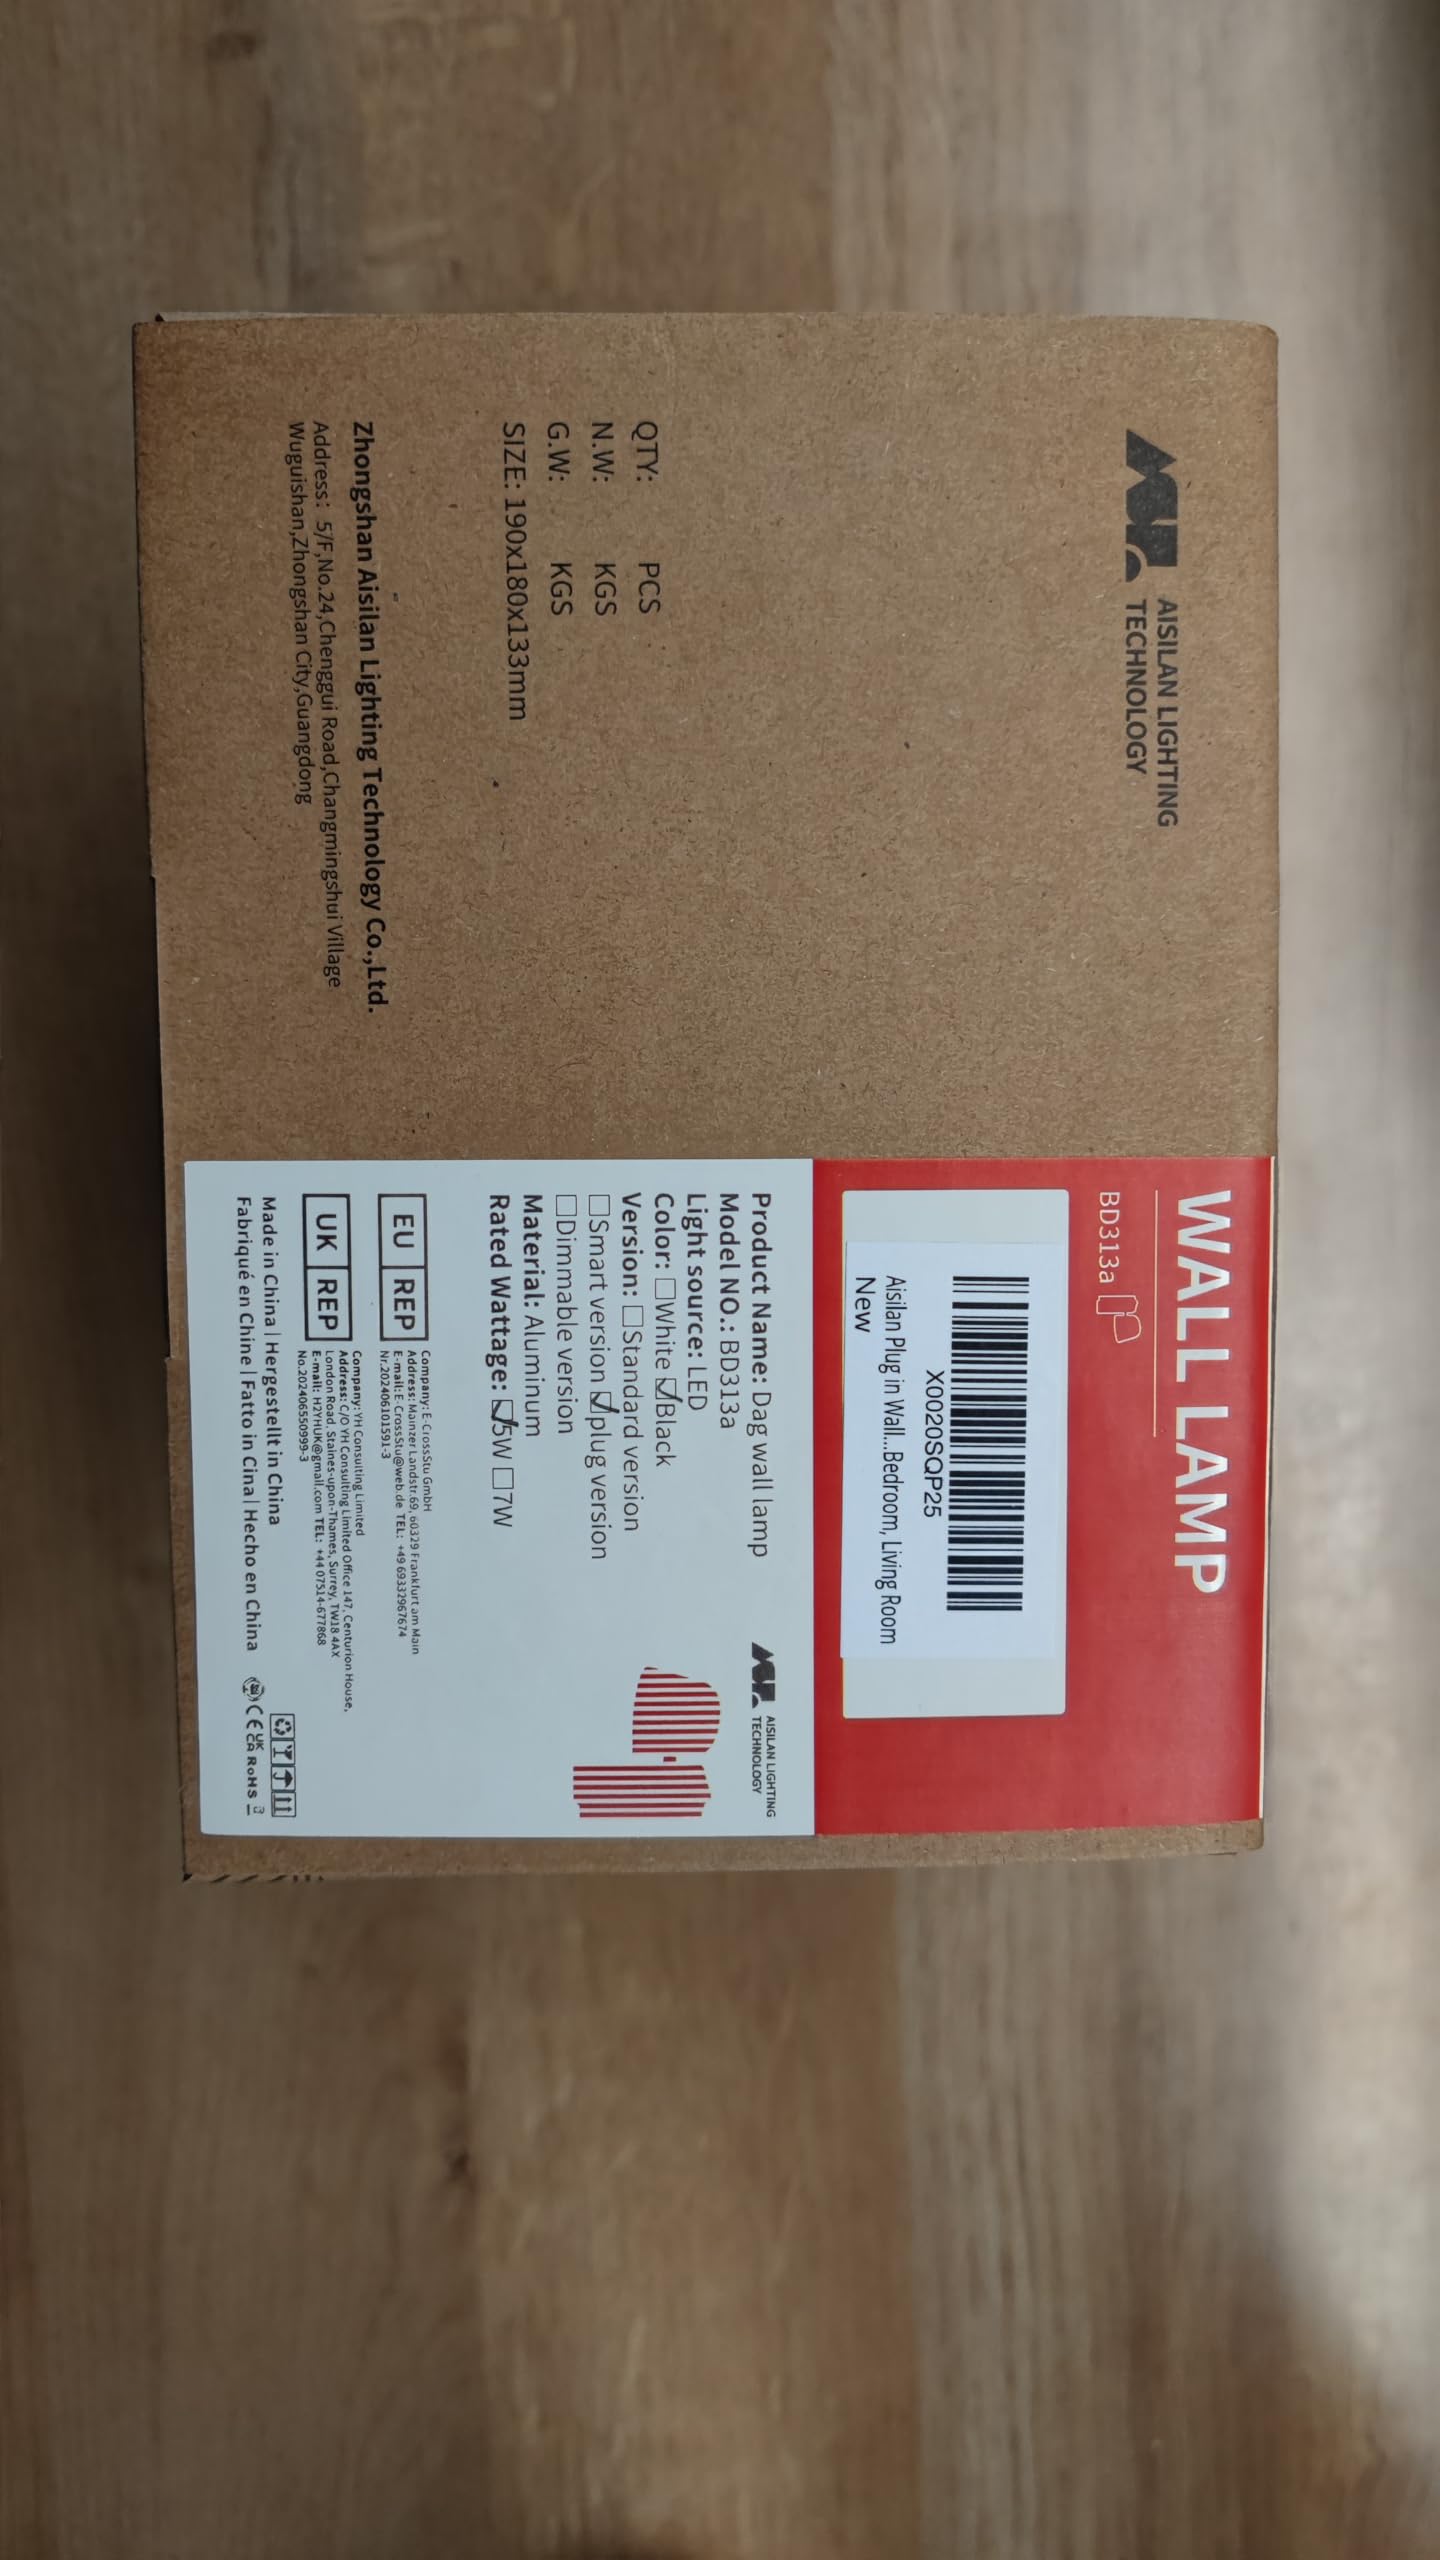 AISILAN LIGHTING
TECHNOLOGY
QTY: PCS
N.W: KGS
G.W: KGS
SIZE: 190x180x133mm
Zhongshan Aisilan Lighting Technology Co.,Ltd.
Address: 5/F,No.24,Chenggui Road,Changmingshui Village
Wuguishan,Zhongshan City,Guangdong
WALL LAMP
BD313a
X0020SQP25
Aisilan Plug in Wall...Bedroom, Living Room
New
Product Name: Dag wall lamp
Model NO.: BD313a
Light source: LED
Color: □White ☑Black
Version: □Standard version
□Smart version ☑plug version
□Dimmable version
Material: Aluminum
Rated Wattage: ☑5W □7W
AISILAN LIGHTING
TECHNOLOGY
EU REP
Company: E-CrossStu GmbH
Address: Mainzer Landstr.69, 60329 Frankfurt am Main
E-mail: E-CrossStu@web.de TEL: +49 69332967674
Nr.202406101591-3
UK REP
Company: YH Consulting Limited
Address: C/O YH Consulting Limited Office 147, Centurion House,
London Road, Staines-upon-Thames, Surrey, TW18 4AX
E-mail: H2YHUK@gmail.com TEL: +44 07514-677868
No.202406550999-3
Made in China | Hergestellt in China
Fabriqué en Chine | Fatto in Cina | Hecho en China
CE UK CA RoHS